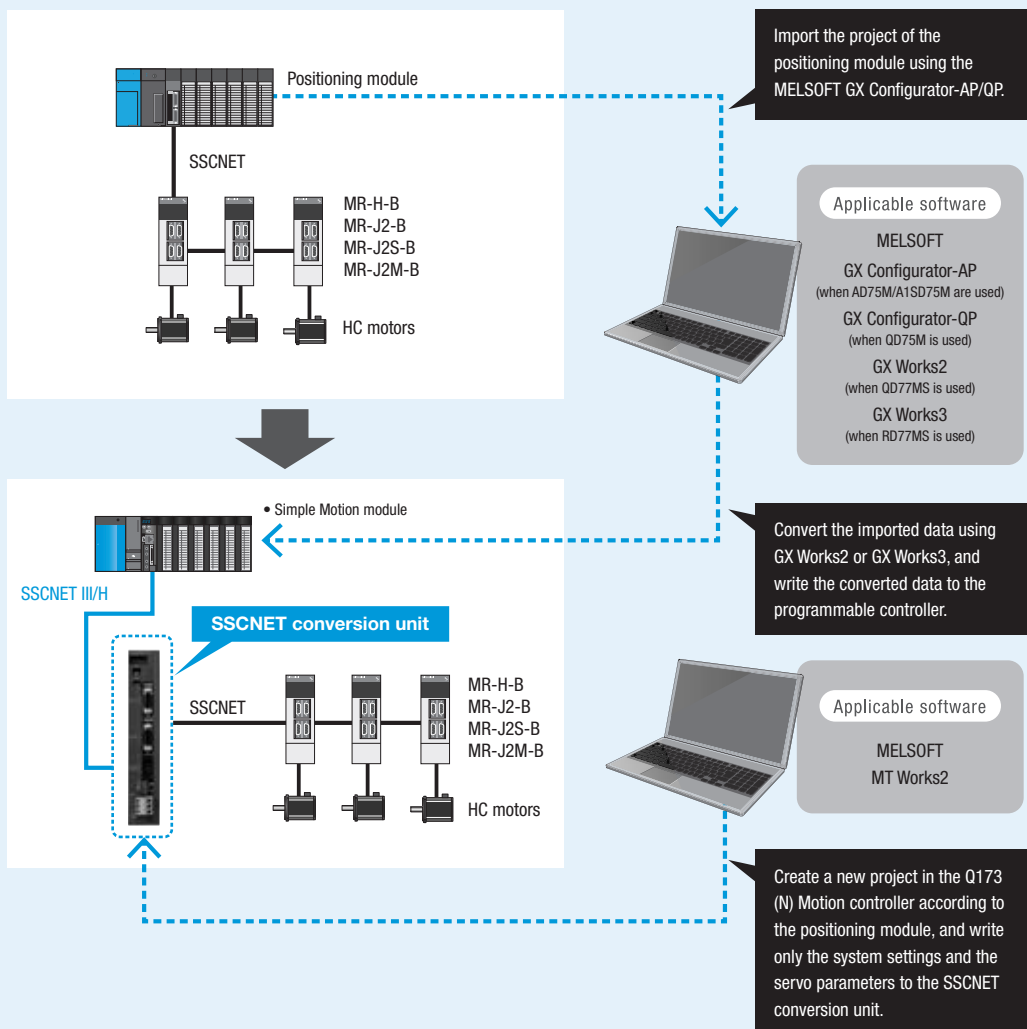 Import the project of the
positioning module using the
MELSOFT GX Configurator-AP/QP.
Positioning module
SSCNET
MR-H-B
MR-J2-B
MR-J2S-B
MR-J2M-B
HC motors
Applicable software
MELSOFT
GX Configurator-AP
(when AD75M/A1SD75M are used)
GX Configurator-QP
(when QD75M is used)
GX Works2
(when QD77MS is used)
GX Works3
(when RD77MS is used)
• Simple Motion module
SSCNET III/H
SSCNET conversion unit
SSCNET
MR-H-B
MR-J2-B
MR-J2S-B
MR-J2M-B
HC motors
Convert the imported data using
GX Works2 or GX Works3, and
write the converted data to the
programmable controller.
Applicable software
MELSOFT
MT Works2
Create a new project in the Q173
(N) Motion controller according to
the positioning module, and write
only the system settings and the
servo parameters to the SSCNET
conversion unit.